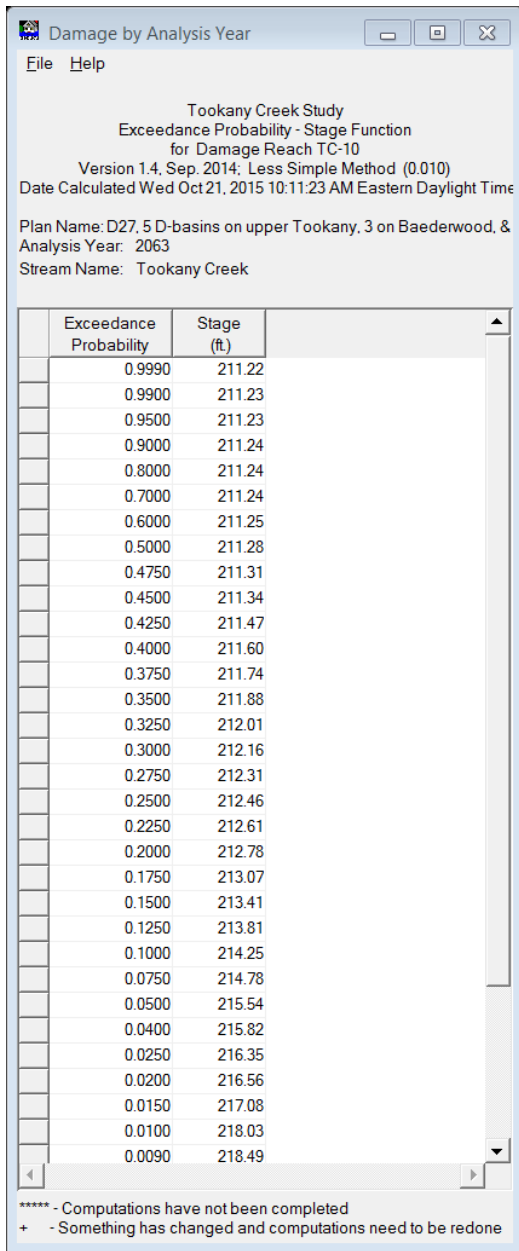 Damage by Analysis Year
File Help
Tookany Creek Study
Exceedance Probability - Stage Function
for Damage Reach TC-10
Version 1.4, Sep. 2014; Less Simple Method (0.010)
Date Calculated Wed Oct 21, 2015 10:11:23 AM Eastern Daylight Time
Plan Name: D27, 5 D-basins on upper Tookany, 3 on Baederwood, &
Analysis Year: 2063
Stream Name: Tookany Creek
Exceedance Stage
Probability (ft.)
0.9990 211.22
0.9900 211.23
0.9500 211.23
0.9000 211.24
0.8000 211.24
0.7000 211.24
0.6000 211.25
0.5000 211.28
0.4750 211.31
0.4500 211.34
0.4250 211.47
0.4000 211.60
0.3750 211.74
0.3500 211.88
0.3250 212.01
0.3000 212.16
0.2750 212.31
0.2500 212.46
0.2250 212.61
0.2000 212.78
0.1750 213.07
0.1500 213.41
0.1250 213.81
0.1000 214.25
0.0750 214.78
0.0500 215.54
0.0400 215.82
0.0250 216.35
0.0200 216.56
0.0150 217.08
0.0100 218.03
0.0090 218.49
***** - Computations have not been completed
+ - Something has changed and computations need to be redone